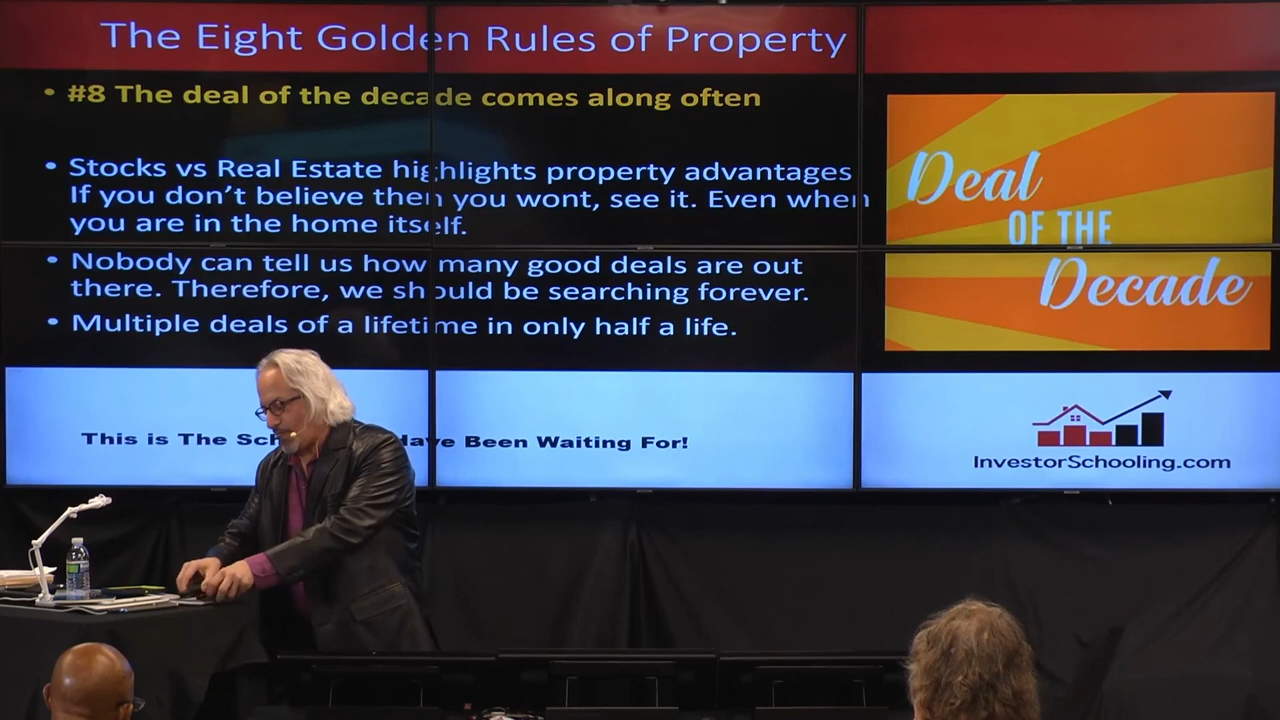 The Eight Golden Rules of Property
• #8 The deal of the decade comes along often
• Stocks vs Real Estate highlights property advantages
If you don't believe then you wont, see it. Even when
you are in the home itself.
• Nobody can tell us how many good deals are out
there. Therefore, we should be searching forever.
• Multiple deals of a lifetime in only half a life.
Deal
OF THE
Decade
This is The Sch ave Been Waiting For!
InvestorSchooling.com